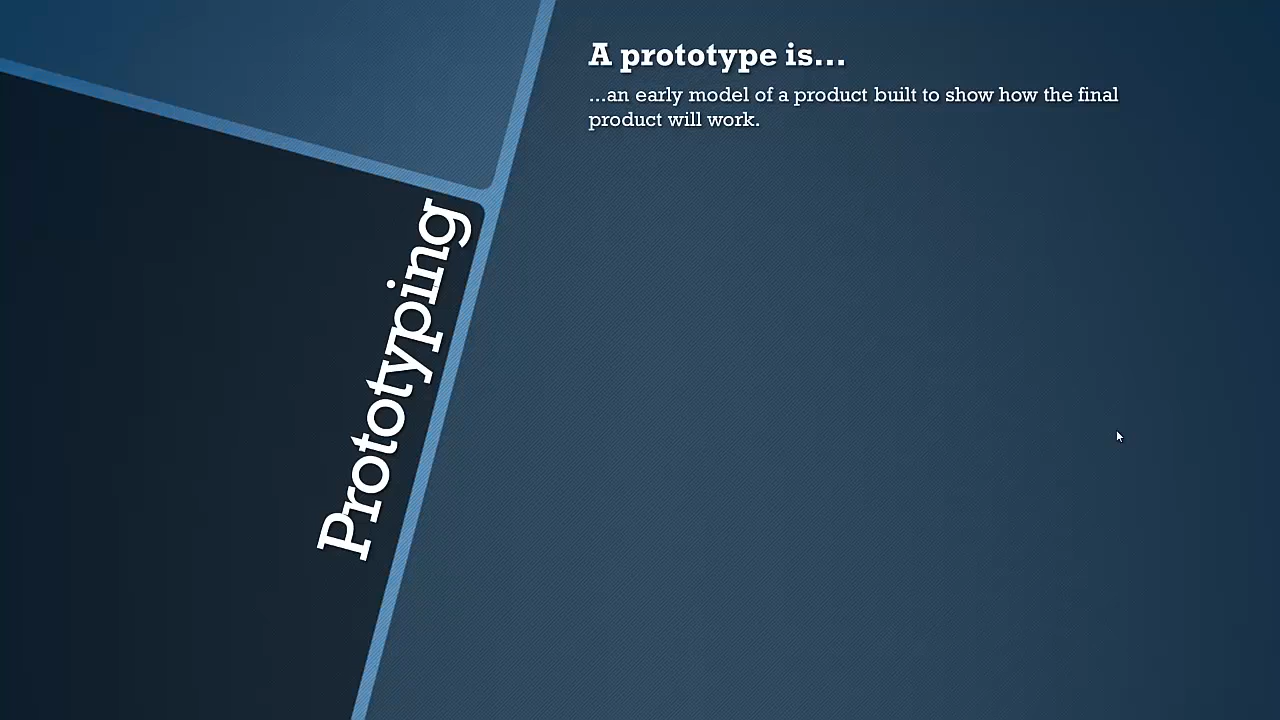 A prototype is...
...an early model of a product built to show how the final
product will work.
Prototyping